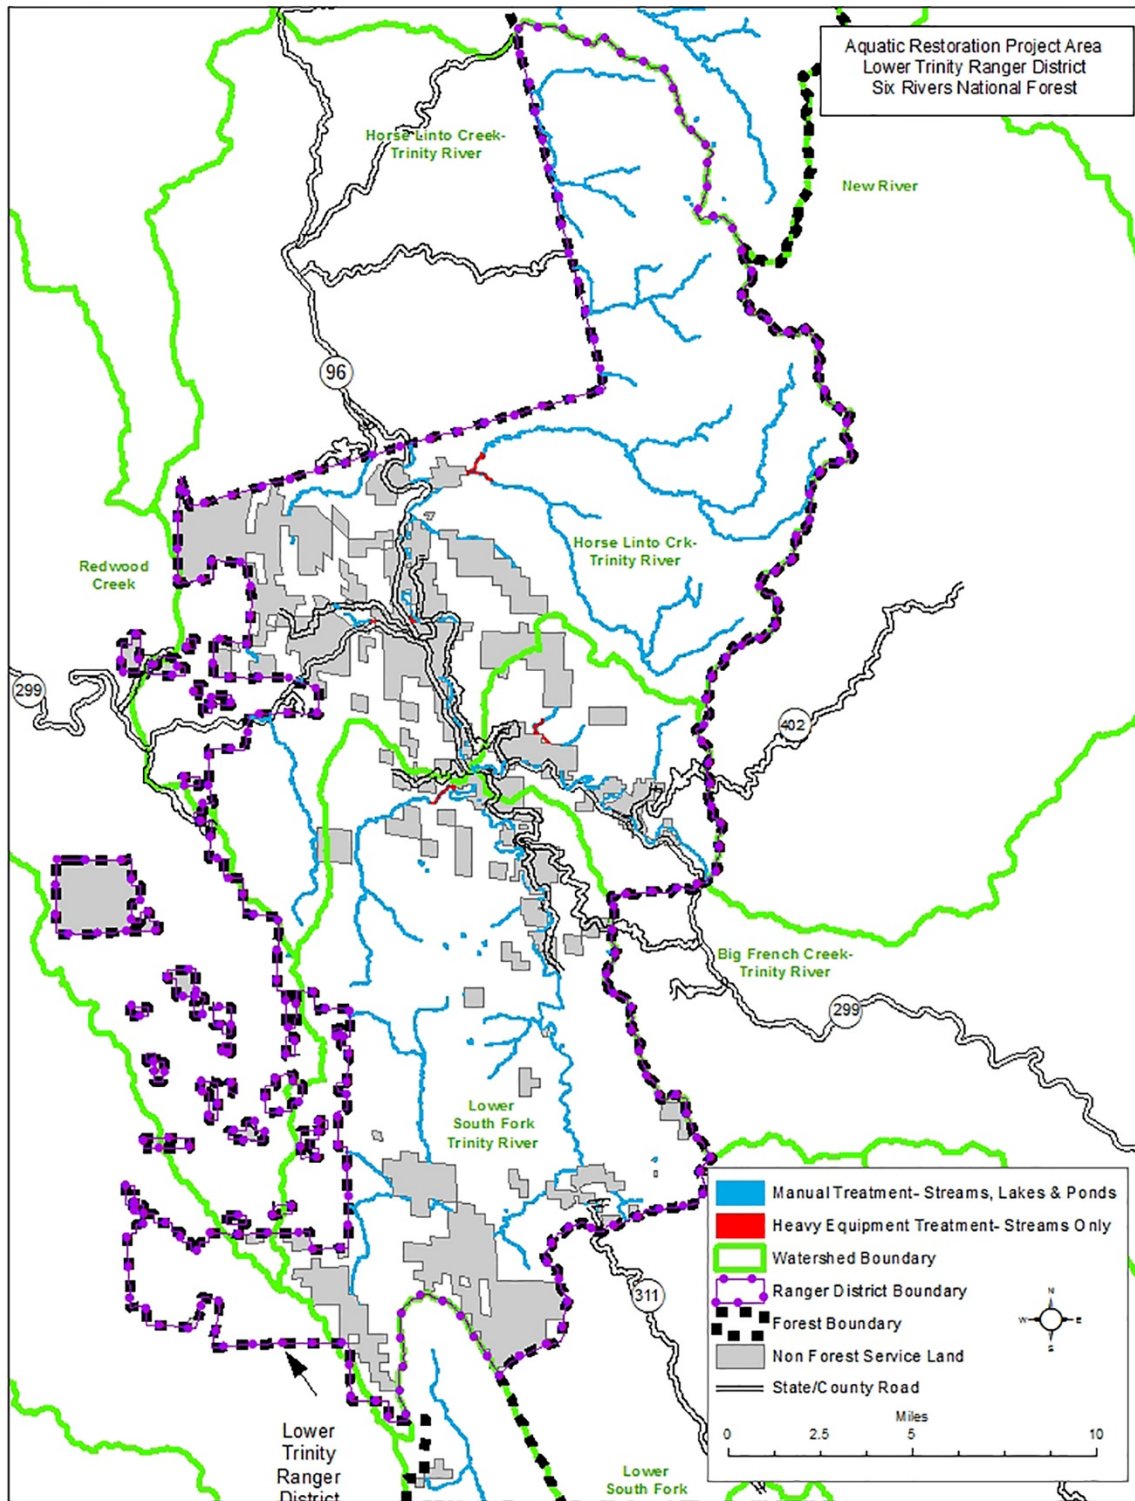 Aquatic Restoration Project Area
Lower Trinity Ranger District
Six Rivers National Forest
Horse Linto Creek-
Trinity River
New River
96
Redwood
Creek
Horse Linto Crk-
Trinity River
299
402
Big French Creek-
Trinity River
299
Lower
South Fork
Trinity River
311
Manual Treatment- Streams, Lakes & Ponds
Heavy Equipment Treatment- Streams Only
Watershed Boundary
Ranger District Boundary
Forest Boundary
Non Forest Service Land
State/County Road
N
W
E
S
Miles
0 2.5 5 10
Lower
Trinity
Ranger
District
Lower
South Fork